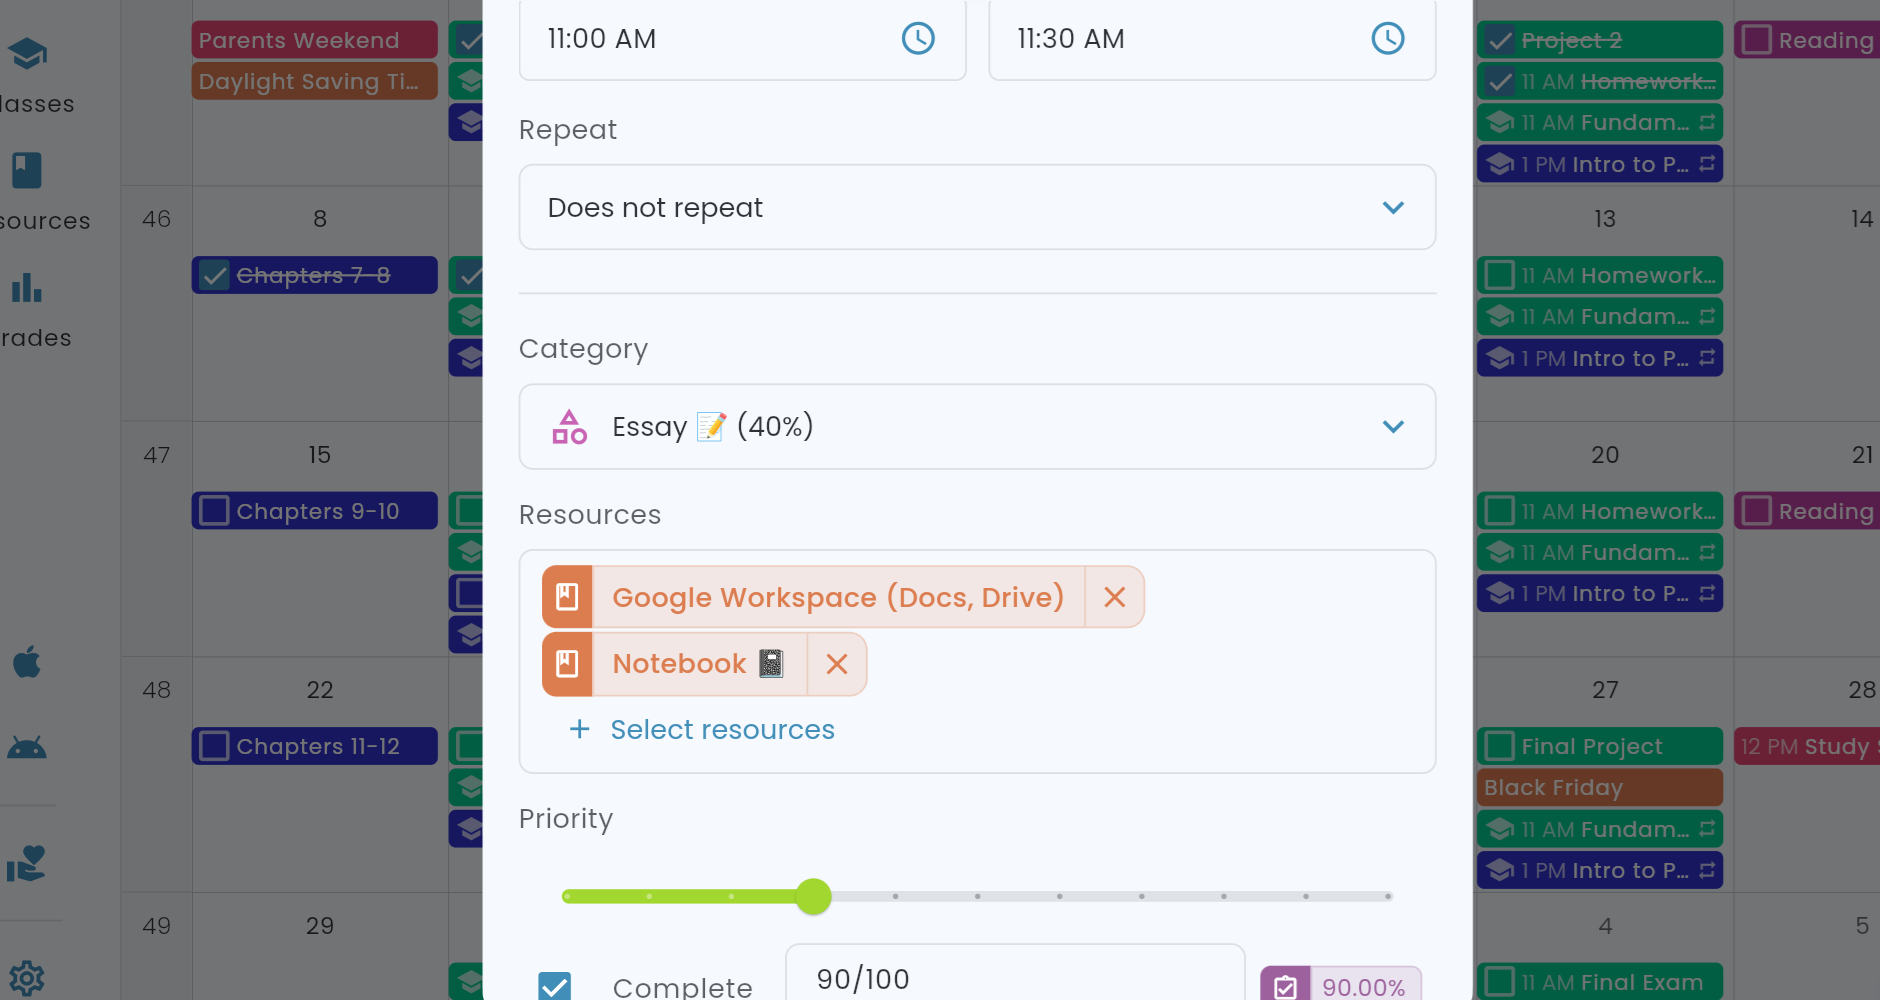 lasses
sources
rades
Parents Weekend
Daylight Saving Ti...
46
8
Chapters 7-8
47
15
Chapters 9-10
48
22
Chapters 11-12
49
29
11:00 AM
11:30 AM
Repeat
Does not repeat
Category
Essay 📝 (40%)
Resources
Google Workspace (Docs, Drive)
Notebook 📓
+ Select resources
Priority
Complete
90/100
90.00%
Project 2
11 AM Homework...
11 AM Fundam...
1 PM Intro to P...
13
11 AM Homework...
11 AM Fundam...
1 PM Intro to P...
20
11 AM Homework...
11 AM Fundam...
1 PM Intro to P...
27
Final Project
Black Friday
11 AM Fundam...
1 PM Intro to P...
4
11 AM Final Exam
Reading
14
21
Reading
28
12 PM Study
5